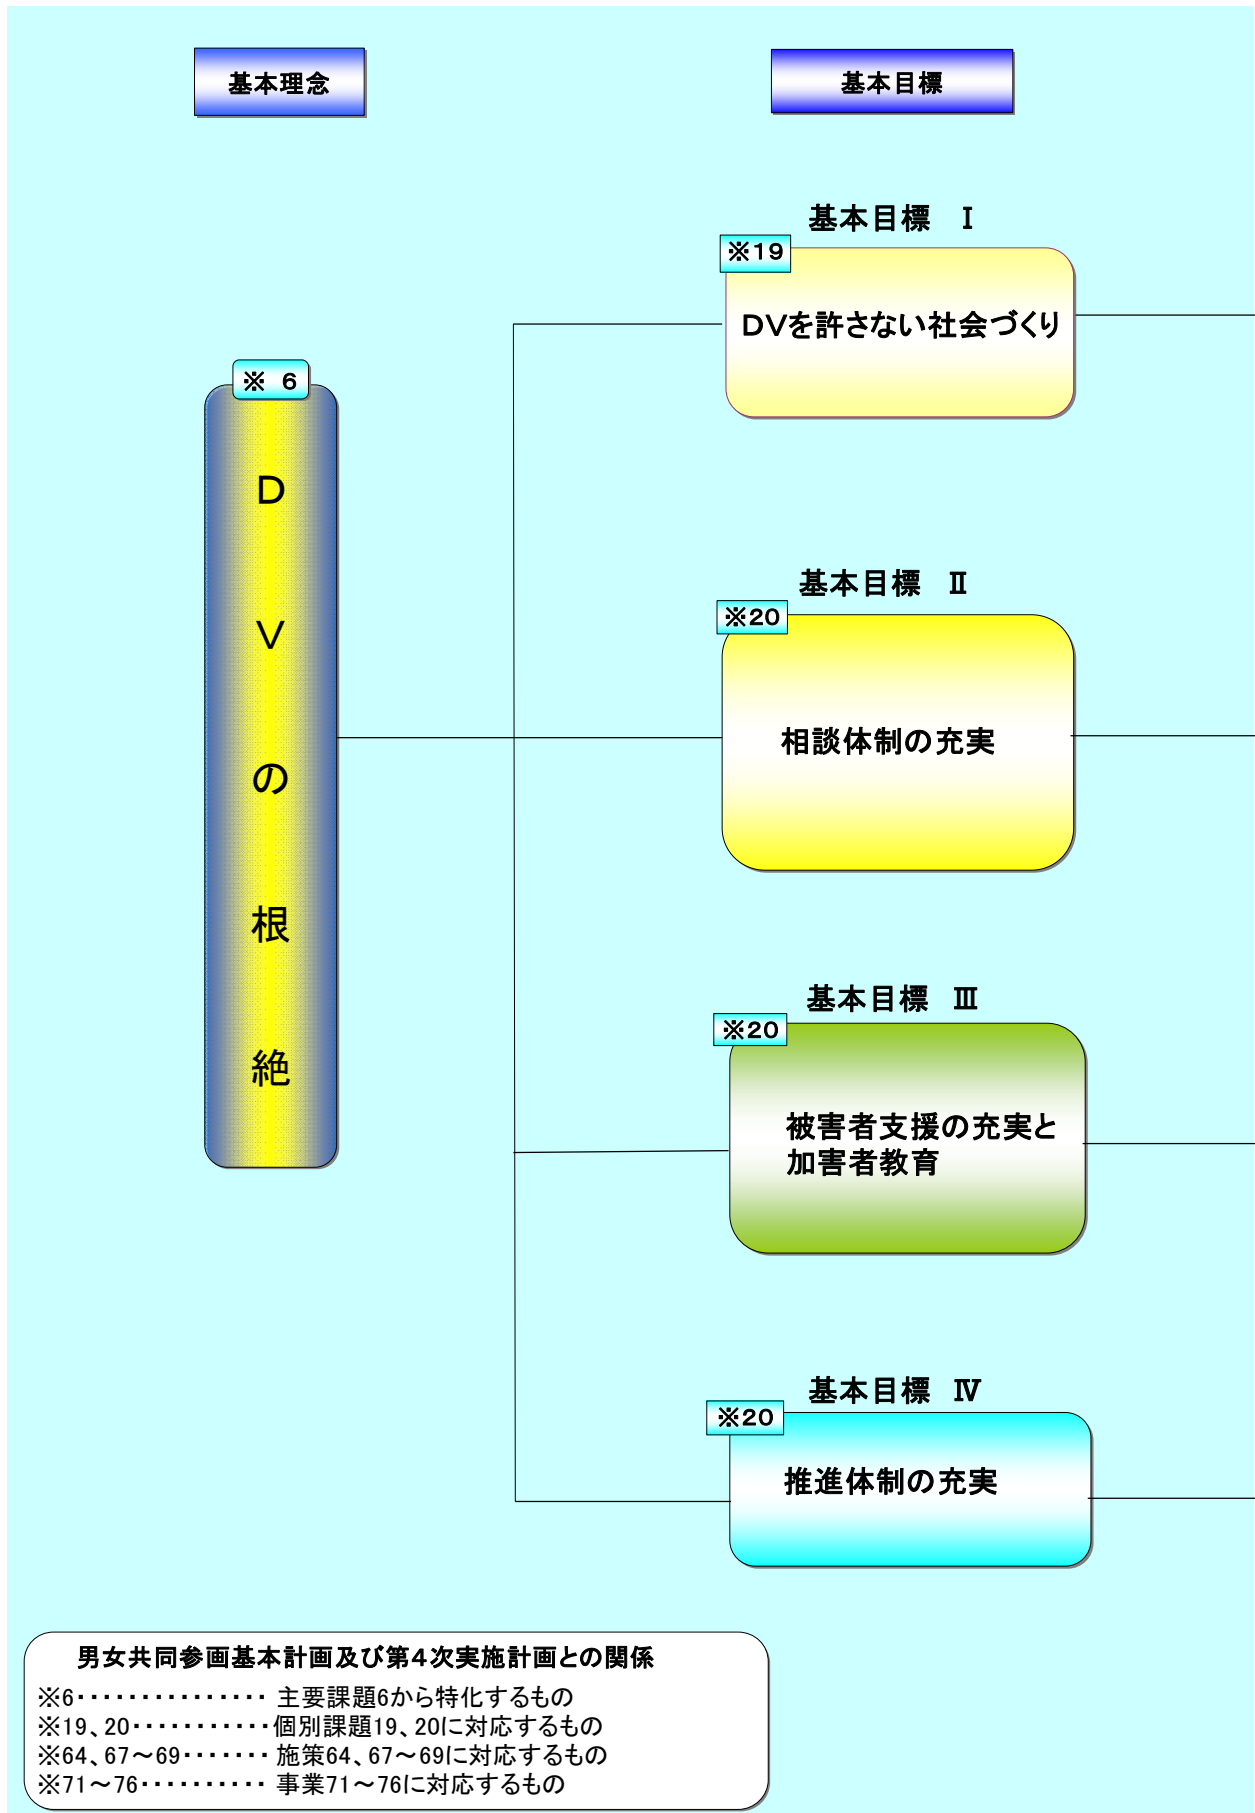 基本理念
基本目標
基本目標 Ⅰ
※19
DVを許さない社会づくり
※ 6
DVの根絶
基本目標 Ⅱ
※20
相談体制の充実
基本目標 Ⅲ
※20
被害者支援の充実と
加害者教育
基本目標 Ⅳ
※20
推進体制の充実
男女共同参画基本計画及び第4次実施計画との関係
※6・・・・・・・・・・・・・・・ 主要課題6から特化するもの
※19、20・・・・・・・・・・・個別課題19、20に対応するもの
※64、67～69・・・・・・・ 施策64、67～69に対応するもの
※71～76・・・・・・・・・・ 事業71～76に対応するもの